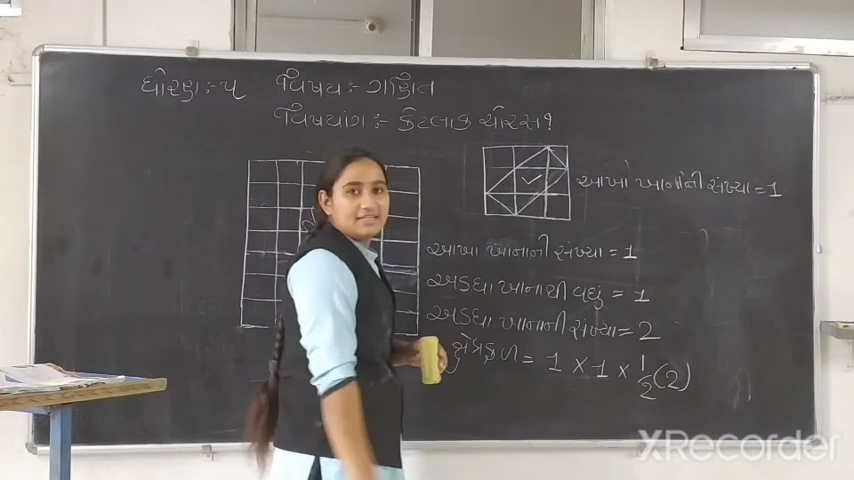 ધોરણ :- ૫ વિષય :- ગણિત
વિષયાંગ :- કેટલાક ચોરસ?
આખા ખાનાની સંખ્યા = 1
આખા ખાનાની સંખ્યા = 1
અડધા ખાનાથી વધું = 1
અડધા ખાનાની સંખ્યા = 2
ક્ષેત્રફળ = 1 × 1 × 1/2 (2)
XRecorder